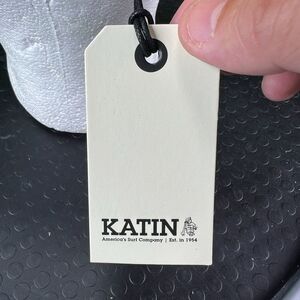 KATIN
America's Surf Company | Est. in 1954